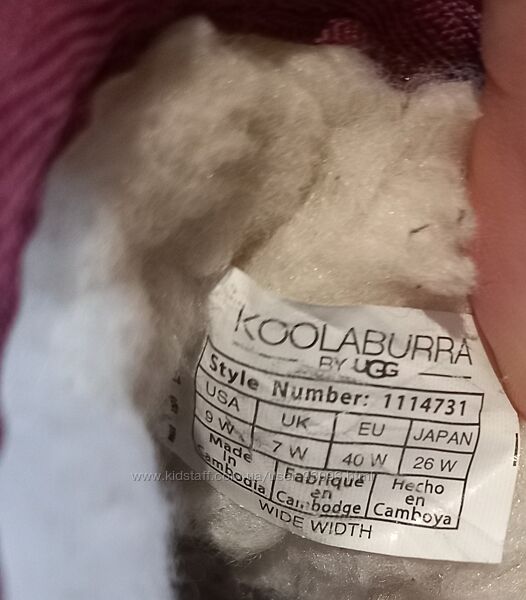 KOOLABURRA
BY UGG
Style Number: 1114731
USA UK EU JAPAN
9 W 7 W 40 W 26 W
Made in Cambodia
Fabrique en Cambodge
Hecho en Camboya
WIDE WIDTH